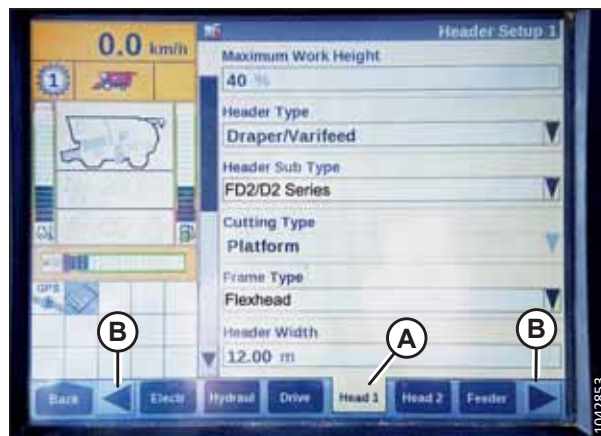 0.0 km/h
Header Setup 1
Maximum Work Height
40 %
1
Header Type
Draper/Varifeed
Header Sub Type
FD2/D2 Series
Cutting Type
Platform
Frame Type
Flexhead
GPS
Header Width
12.00 m
B
A
B
Back
Electr
Hydraul
Drive
Head 1
Head 2
Feeder
1042853